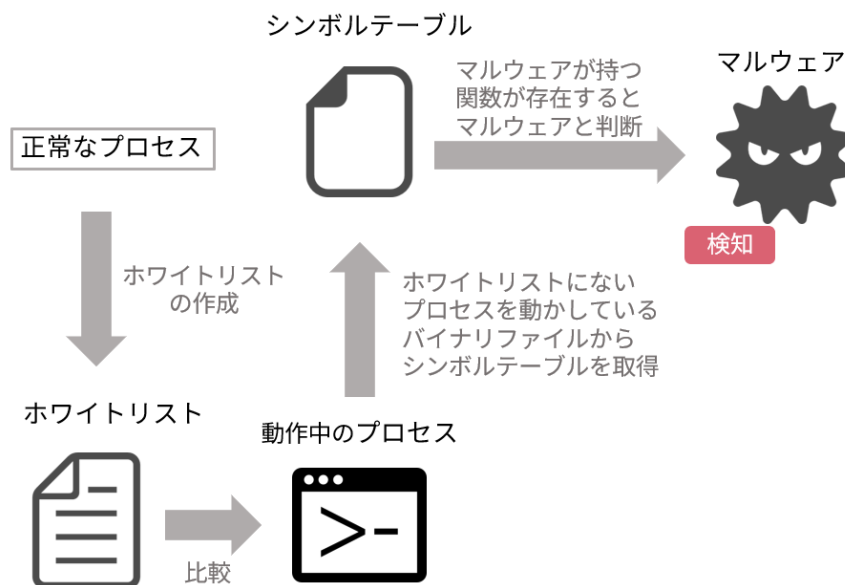 シンボルテーブル
マルウェアが持つ
関数が存在すると
マルウェアと判断
マルウェア
正常なプロセス
検知
ホワイトリスト
の作成
ホワイトリストにない
プロセスを動かしている
バイナリファイルから
シンボルテーブルを取得
ホワイトリスト
動作中のプロセス
比較